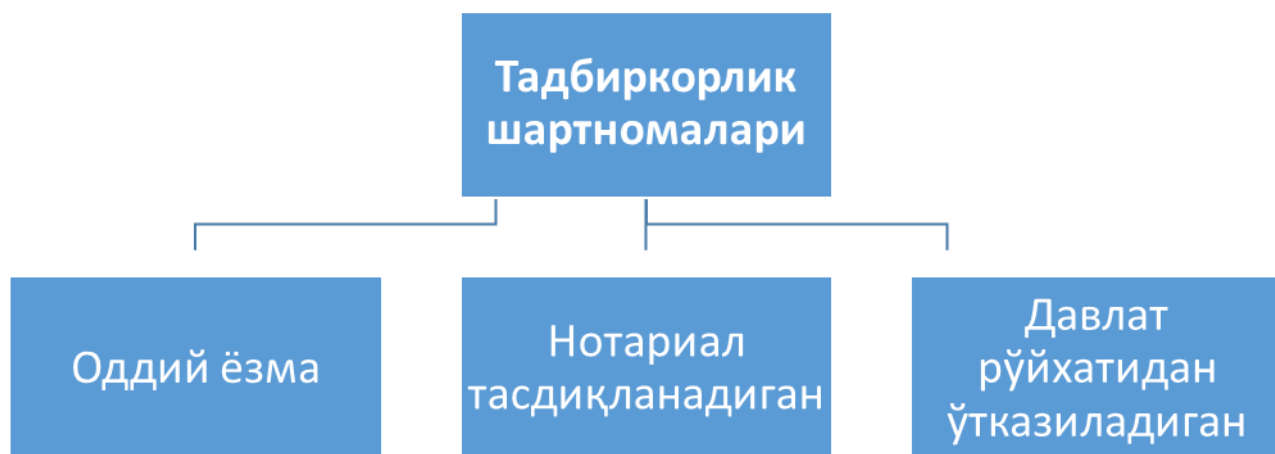 Тадбиркорлик
шартномалари
Оддий ёзма
Нотариал
тасдиқланадиган
Давлат
рўйхатидан
ўтказиладиган